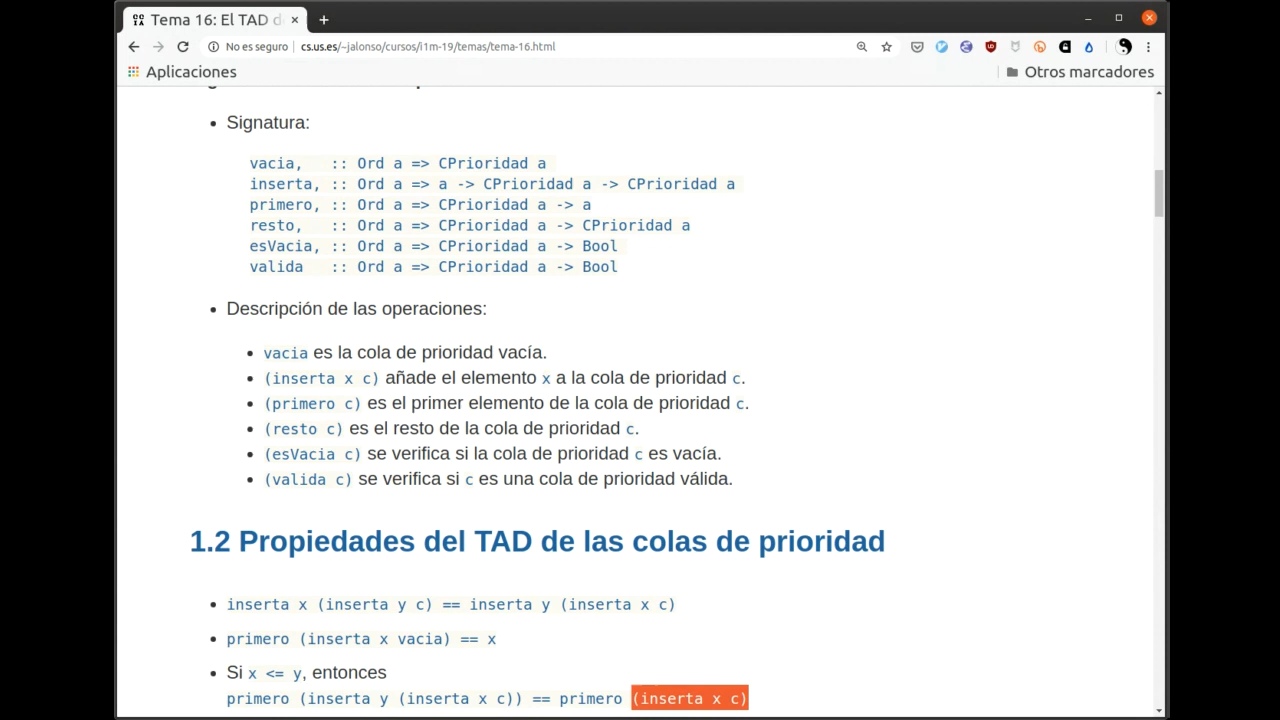 Tema 16: El TAD d
No es seguro
cs.us.es/~jalonso/cursos/i1m-19/temas/tema-16.html
Aplicaciones
Otros marcadores
Signatura:
vacia, :: Ord a => CPrioridad a
inserta, :: Ord a => a -> CPrioridad a -> CPrioridad a
primero, :: Ord a => CPrioridad a -> a
resto, :: Ord a => CPrioridad a -> CPrioridad a
esVacia, :: Ord a => CPrioridad a -> Bool
valida :: Ord a => CPrioridad a -> Bool
Descripción de las operaciones:
vacia es la cola de prioridad vacía.
(inserta x c) añade el elemento x a la cola de prioridad c.
(primero c) es el primer elemento de la cola de prioridad c.
(resto c) es el resto de la cola de prioridad c.
(esVacia c) se verifica si la cola de prioridad c es vacía.
(valida c) se verifica si c es una cola de prioridad válida.
1.2 Propiedades del TAD de las colas de prioridad
inserta x (inserta y c) == inserta y (inserta x c)
primero (inserta x vacia) == x
Si x <= y, entonces
primero (inserta y (inserta x c)) == primero (inserta x c)